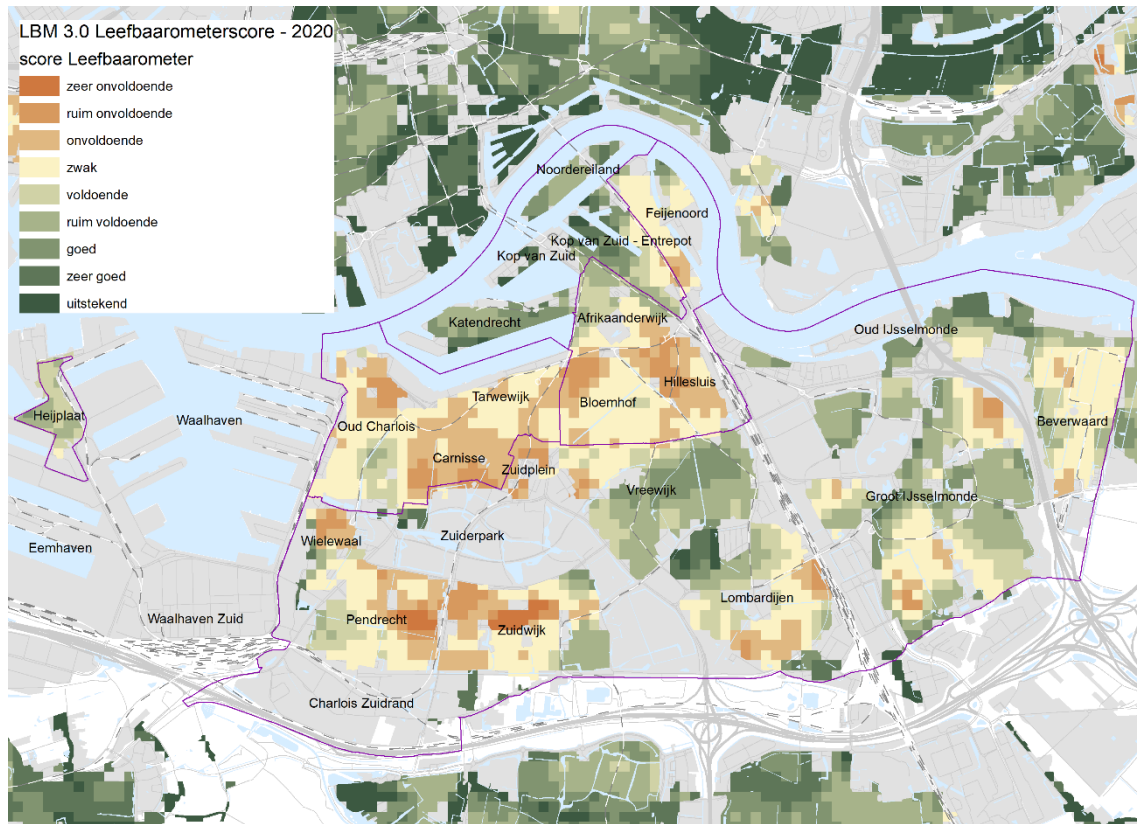 LBM 3.0 Leefbaarometerscore - 2020
score Leefbaarometer
zeer onvoldoende
ruim onvoldoende
onvoldoende
zwak
voldoende
ruim voldoende
goed
zeer goed
uitstekend
Noordereiland
Feijenoord
Kop van Zuid - Entrepot
Kop van Zuid
Katendrecht
Afrikaanderwijk
Oud IJsselmonde
Hillesluis
Tarwewijk
Bloemhof
Heijplaat
Waalhaven
Oud Charlois
Beverwaard
Carnisse
Zuidplein
Vreewijk
Groot IJsselmonde
Wielewaal
Zuiderpark
Eemhaven
Lombardijen
Waalhaven Zuid
Pendrecht
Zuidwijk
Charlois Zuidrand